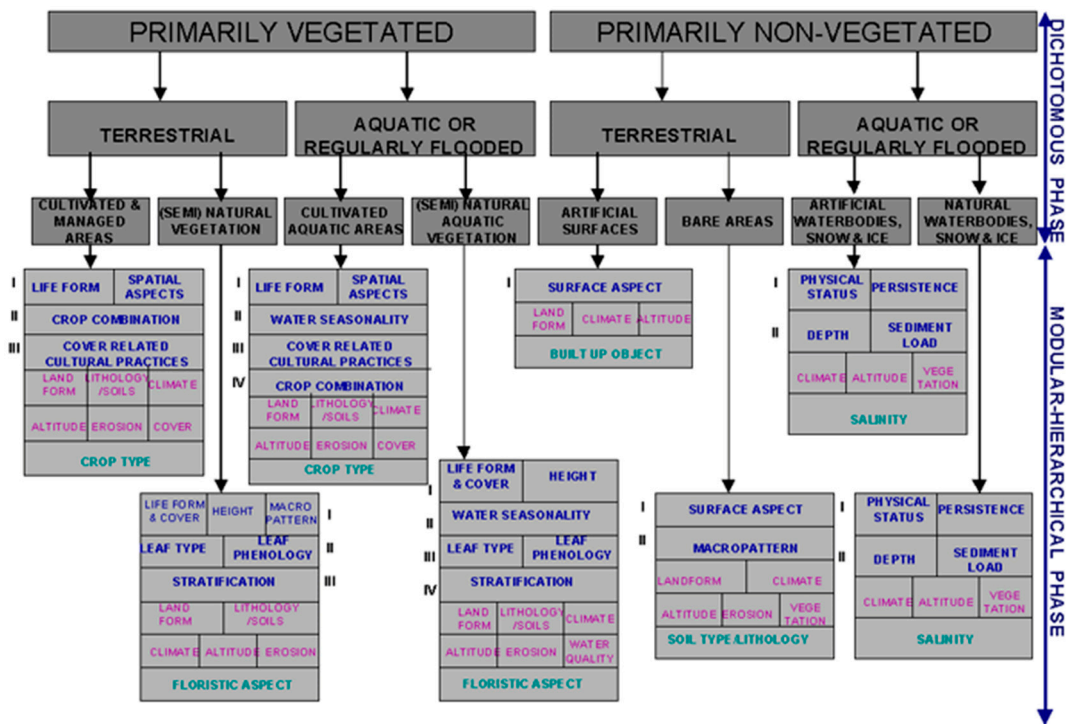 PRIMARILY VEGETATED
PRIMARILY NON-VEGETATED
DICHOTOMOUS PHASE
TERRESTRIAL
AQUATIC OR
REGULARLY FLOODED
TERRESTRIAL
AQUATIC OR
REGULARLY FLOODED
CULTIVATED &
MANAGED
AREAS
(SEMI) NATURAL
VEGETATION
CULTIVATED
AQUATIC AREAS
(SEMI) NATURAL
AQUATIC
VEGETATION
ARTIFICIAL
SURFACES
BARE AREAS
ARTIFICIAL
WATERBODIES,
SNOW & ICE
NATURAL
WATERBODIES,
SNOW & ICE
MODULAR-HIERARCHICAL PHASE
I
LIFE FORM
SPATIAL
ASPECTS
II
CROP COMBINATION
III
COVER RELATED
CULTURAL PRACTICES
LAND
FORM
LITHOLOGY
/SOILS
CLIMATE
ALTITUDE
EROSION
COVER
CROP TYPE
I
LIFE FORM
SPATIAL
ASPECTS
II
WATER SEASONALITY
III
COVER RELATED
CULTURAL PRACTICES
IV
CROP COMBINATION
LAND
FORM
LITHOLOGY
/SOILS
CLIMATE
ALTITUDE
EROSION
COVER
CROP TYPE
I
SURFACE ASPECT
LAND
FORM
CLIMATE
ALTITUDE
BUILT UP OBJECT
I
PHYSICAL
STATUS
PERSISTENCE
II
DEPTH
SEDIMENT
LOAD
CLIMATE
ALTITUDE
VEGE
TATION
SALINITY
LIFE FORM
& COVER
HEIGHT
MACRO
PATTERN
I
LEAF TYPE
LEAF
PHENOLOGY
II
STRATIFICATION
III
LAND
FORM
LITHOLOGY
/SOILS
CLIMATE
ALTITUDE
EROSION
FLORISTIC ASPECT
I
LIFE FORM
& COVER
HEIGHT
II
WATER SEASONALITY
III
LEAF TYPE
LEAF
PHENOLOGY
IV
STRATIFICATION
LAND
FORM
LITHOLOGY
/SOILS
CLIMATE
ALTITUDE
EROSION
WATER
QUALITY
FLORISTIC ASPECT
I
SURFACE ASPECT
II
MACROPATTERN
LANDFORM
CLIMATE
ALTITUDE
EROSION
VEGE
TATION
SOIL TYPE/LITHOLOGY
I
PHYSICAL
STATUS
PERSISTENCE
II
DEPTH
SEDIMENT
LOAD
CLIMATE
ALTITUDE
VEGE
TATION
SALINITY